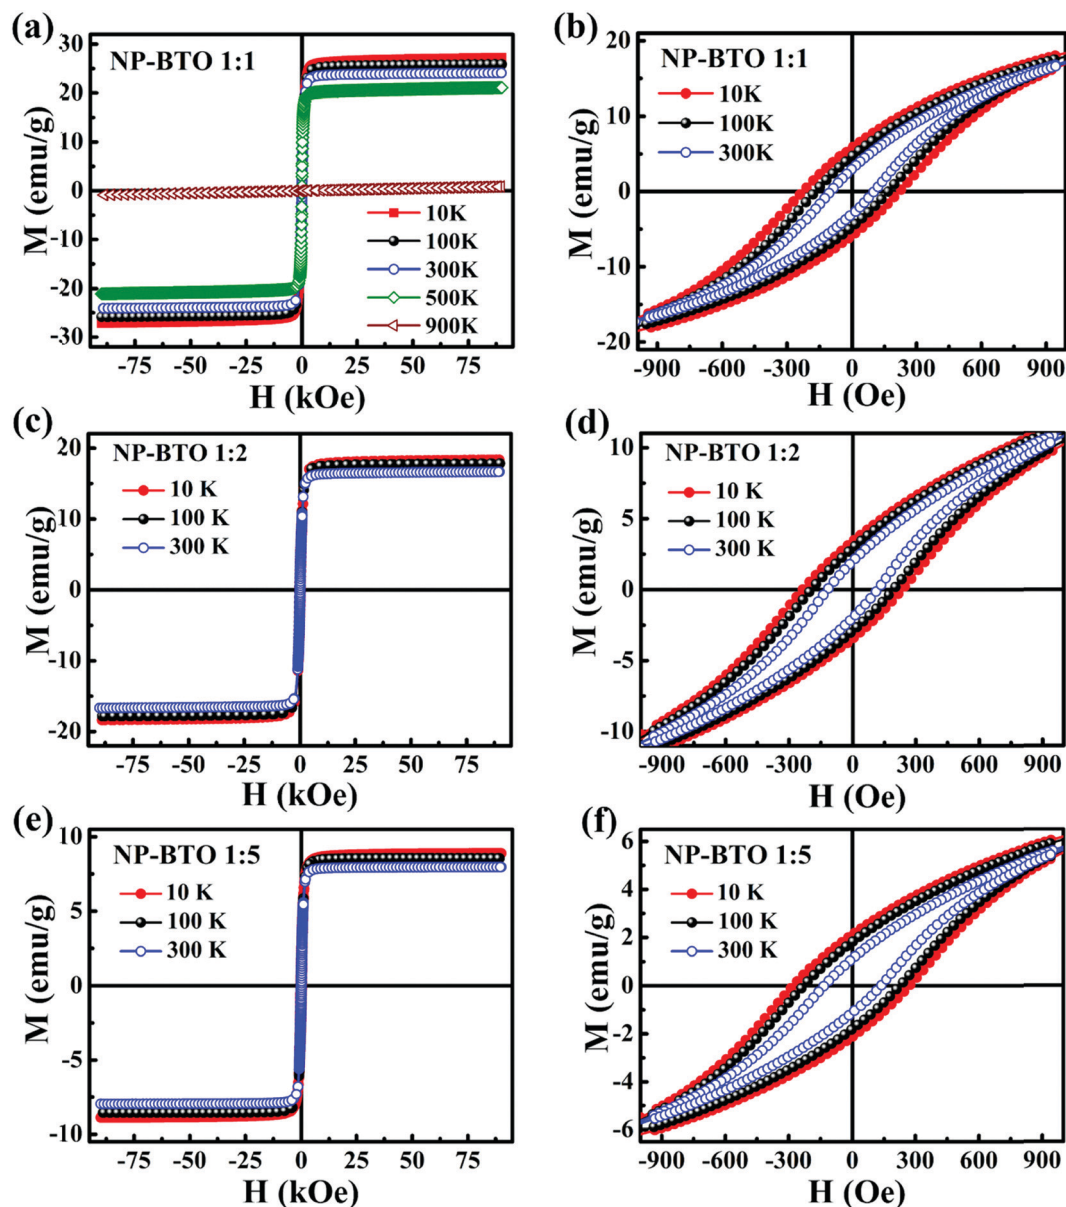 (a)
NP-BTO 1:1
M (emu/g)
30
20
10
0
-10
-20
-30
10K
100K
300K
500K
900K
-75 -50 -25 0 25 50 75
H (kOe)
(b)
NP-BTO 1:1
M (emu/g)
20
10
0
-10
-20
10K
100K
300K
-900 -600 -300 0 300 600 900
H (Oe)
(c)
NP-BTO 1:2
M (emu/g)
20
10
0
-10
-20
10 K
100 K
300 K
-75 -50 -25 0 25 50 75
H (kOe)
(d)
NP-BTO 1:2
M (emu/g)
10
5
0
-5
-10
10 K
100 K
300 K
-900 -600 -300 0 300 600 900
H (Oe)
(e)
NP-BTO 1:5
M (emu/g)
10
5
0
-5
-10
10 K
100 K
300 K
-75 -50 -25 0 25 50 75
H (kOe)
(f)
NP-BTO 1:5
M (emu/g)
6
4
2
0
-2
-4
-6
10 K
100 K
300 K
-900 -600 -300 0 300 600 900
H (Oe)